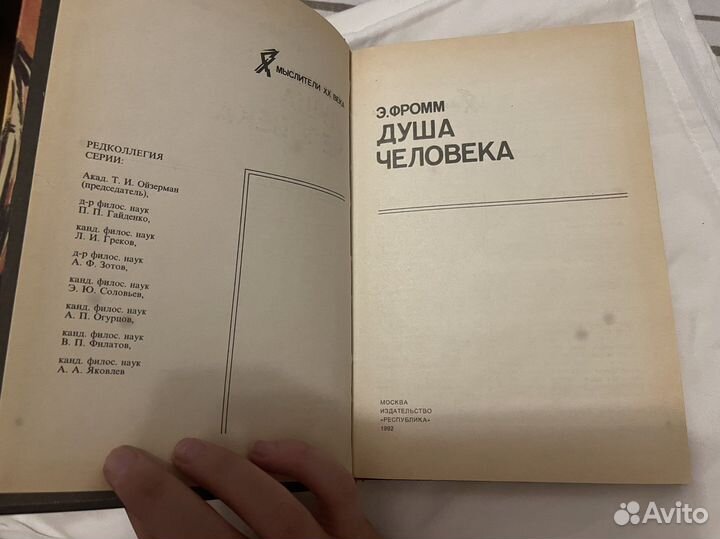 МЫСЛИТЕЛИ XX ВЕКА
РЕДКОЛЛЕГИЯ
СЕРИИ:
Акад. Т. И. Ойзерман
(председатель),
д-р филос. наук
П. П. Гайденко,
канд. филос. наук
Л. И. Греков,
д-р филос. наук
А. Ф. Зотов,
канд. филос. наук
Э. Ю. Соловьев,
канд. филос. наук
А. П. Огурцов,
канд. филос. наук
В. П. Филатов,
канд. филос. наук
А. А. Яковлев
Э.ФРОММ
ДУША
ЧЕЛОВЕКА
МОСКВА
ИЗДАТЕЛЬСТВО
«РЕСПУБЛИКА»
1992
Avito